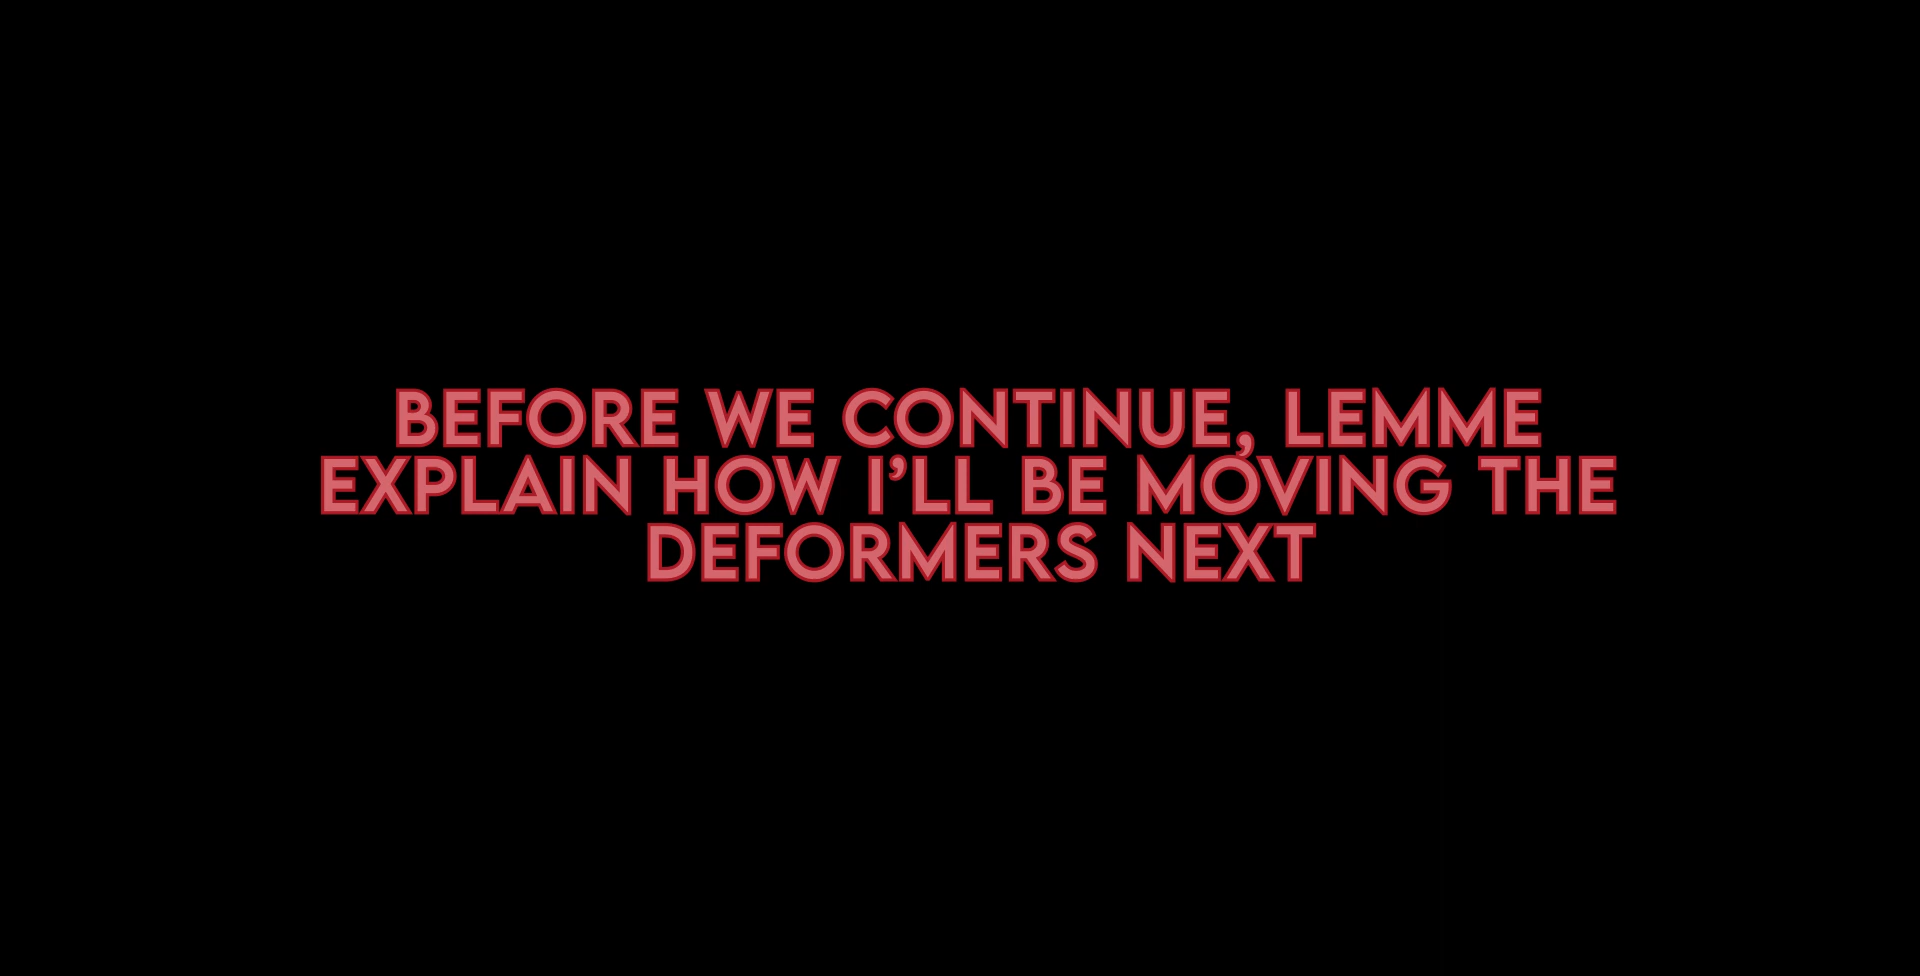 BEFORE WE CONTINUE, LEMME
EXPLAIN HOW I'LL BE MOVING THE
DEFORMERS NEXT